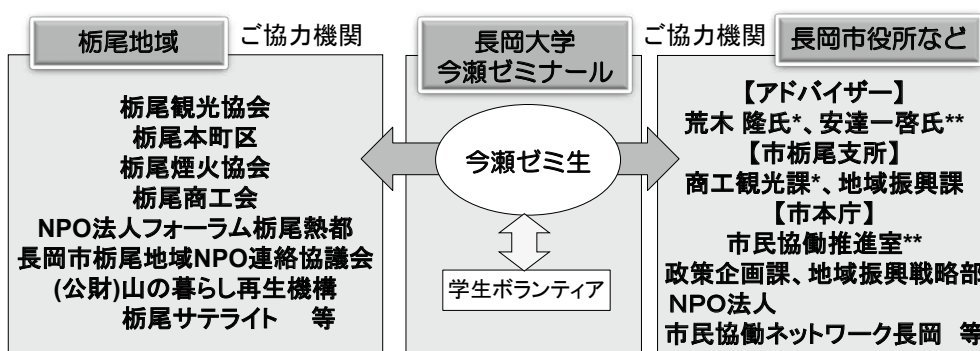 栃尾地域
ご協力機関
栃尾観光協会
栃尾本町区
栃尾煙火協会
栃尾商工会
NPO法人フォーラム栃尾熱都
長岡市栃尾地域NPO連絡協議会
(公財)山の暮らし再生機構
栃尾サテライト 等
長岡大学
今瀬ゼミナール
今瀬ゼミ生
学生ボランティア
ご協力機関
長岡市役所など
【アドバイザー】
荒木 隆氏*、安達一啓氏**
【市栃尾支所】
商工観光課*、地域振興課
【市本庁】
市民協働推進室**
政策企画課、地域振興戦略部
NPO法人
市民協働ネットワーク長岡 等